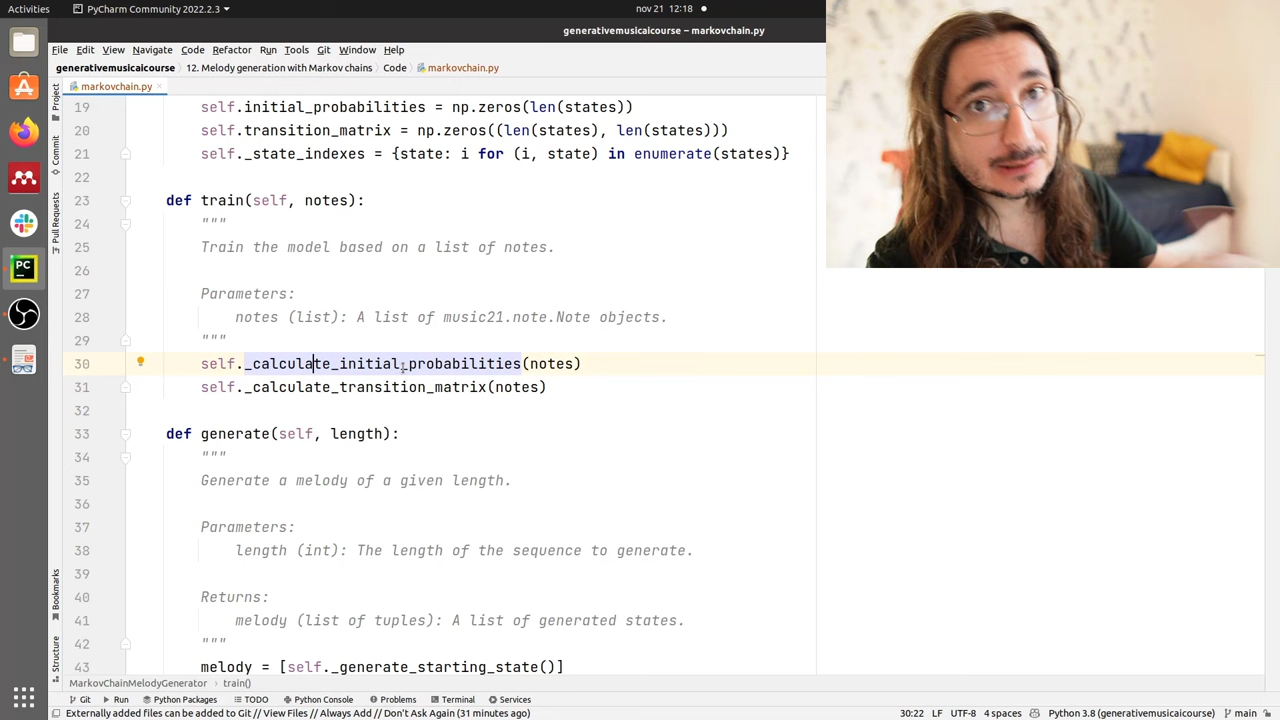 Activities
PyCharm Community 2022.2.3
nov 21 12:18
generativemusicaicourse – markovchain.py
File Edit View Navigate Code Refactor Run Tools Git Window Help
generativemusicaicourse 12. Melody generation with Markov chains Code markovchain.py
markovchain.py
Project
Commit
Pull Requests
Bookmarks
Structure
PC
19 self.initial_probabilities = np.zeros(len(states))
20 self.transition_matrix = np.zeros((len(states), len(states)))
21 self._state_indexes = {state: i for (i, state) in enumerate(states)}
22
23 def train(self, notes):
24 """
25 Train the model based on a list of notes.
26
27 Parameters:
28 notes (list): A list of music21.note.Note objects.
29 """
30 self._calculate_initial_probabilities(notes)
31 self._calculate_transition_matrix(notes)
32
33 def generate(self, length):
34 """
35 Generate a melody of a given length.
36
37 Parameters:
38 length (int): The length of the sequence to generate.
39
40 Returns:
41 melody (list of tuples): A list of generated states.
42 """
43 melody = [self._generate_starting_state()]
MarkovChainMelodyGenerator train()
Git Run Python Packages TODO Python Console Problems Terminal Services
Externally added files can be added to Git // View Files // Always Add // Don't Ask Again (31 minutes ago)
30:22 LF UTF-8 4 spaces Python 3.8 (generativemusicaicourse) main